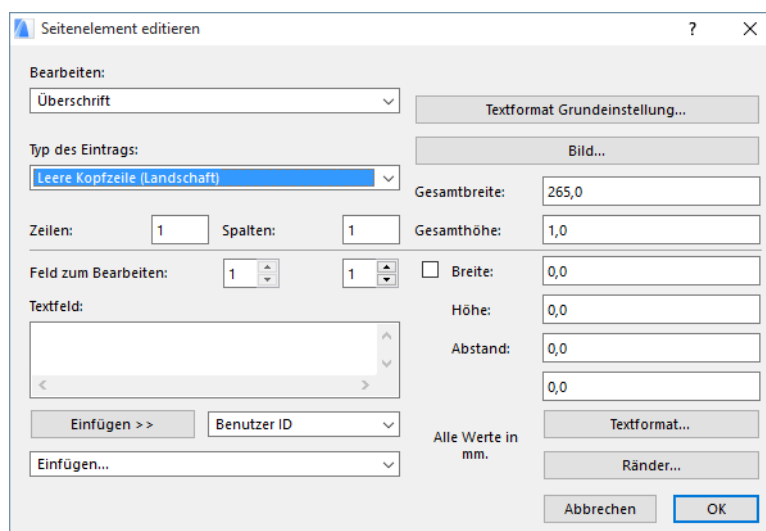 Seitenelement editieren
?
Bearbeiten:
Überschrift
Textformat Grundeinstellung...
Typ des Eintrags:
Bild...
Leere Kopfzeile (Landschaft)
Gesamtbreite: 265,0
Zeilen: 1 Spalten: 1 Gesamthöhe: 1,0
Feld zum Bearbeiten: 1 1 Breite: 0,0
Textfeld:
Höhe: 0,0
Abstand: 0,0
0,0
Einfügen >> Benutzer ID
Alle Werte in
mm.
Textformat...
Einfügen...
Ränder...
Abbrechen OK